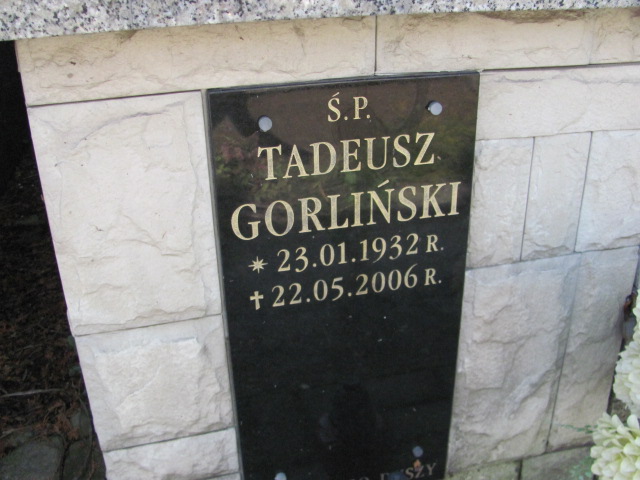 Ś.P.
TADEUSZ
GORLIŃSKI
* 23.01.1932 R.
✝ 22.05.2006 R.